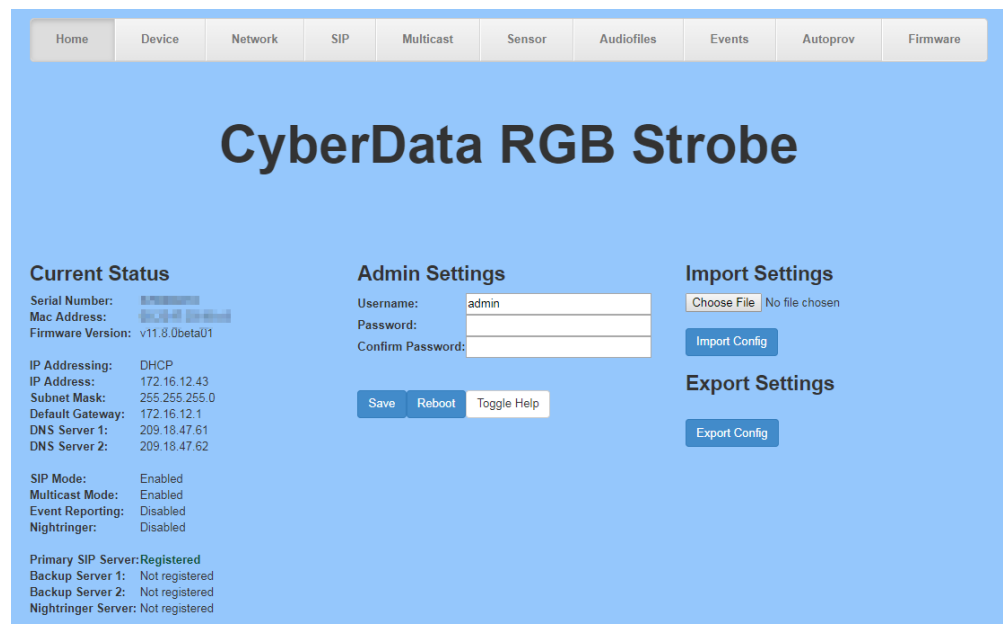 Home Device Network SIP Multicast Sensor Audiofiles Events Autoprov Firmware
CyberData RGB Strobe
Current Status
Serial Number:
Mac Address:
Firmware Version: v11.8.0beta01
IP Addressing: DHCP
IP Address: 172.16.12.43
Subnet Mask: 255.255.255.0
Default Gateway: 172.16.12.1
DNS Server 1: 209.18.47.61
DNS Server 2: 209.18.47.62
SIP Mode: Enabled
Multicast Mode: Enabled
Event Reporting: Disabled
Nightringer: Disabled
Primary SIP Server: Registered
Backup Server 1: Not registered
Backup Server 2: Not registered
Nightringer Server: Not registered
Admin Settings
Username: admin
Password:
Confirm Password:
Save Reboot Toggle Help
Import Settings
Choose File No file chosen
Import Config
Export Settings
Export Config